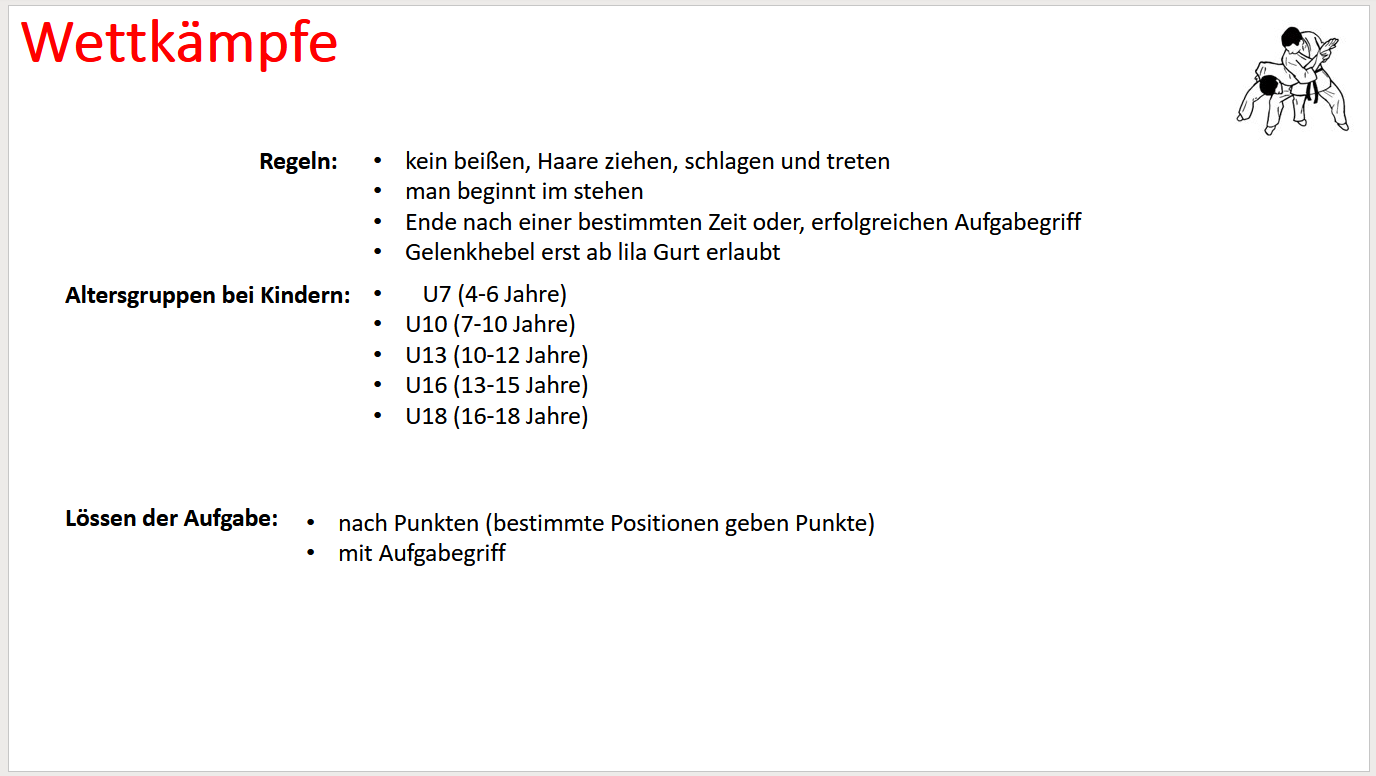 Wettkämpfe
Regeln:
• kein beißen, Haare ziehen, schlagen und treten
• man beginnt im stehen
• Ende nach einer bestimmten Zeit oder, erfolgreichen Aufgabegriff
• Gelenkhebel erst ab lila Gurt erlaubt
Altersgruppen bei Kindern:
• U7 (4-6 Jahre)
• U10 (7-10 Jahre)
• U13 (10-12 Jahre)
• U16 (13-15 Jahre)
• U18 (16-18 Jahre)
Lössen der Aufgabe:
• nach Punkten (bestimmte Positionen geben Punkte)
• mit Aufgabegriff